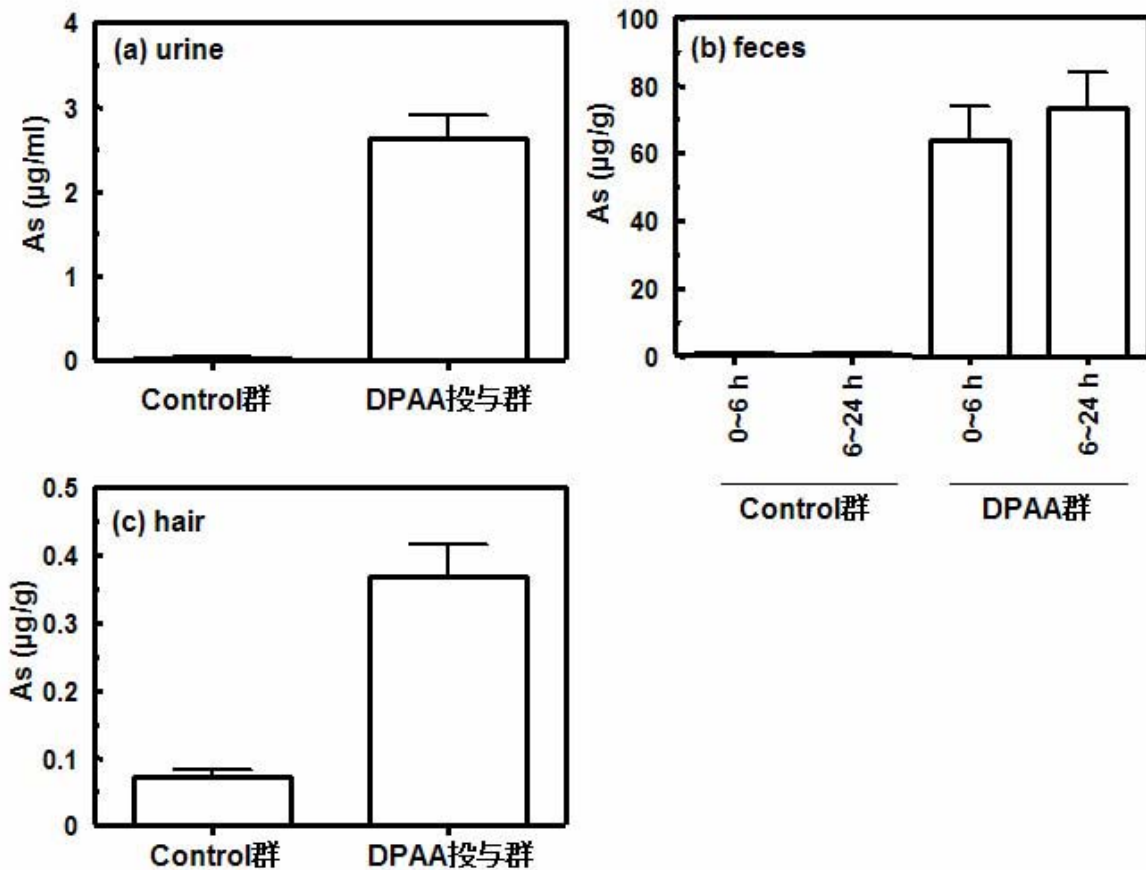 (a) urine
As (μg/ml)
4
3
2
1
0
Control群
DPAA投与群
(b) feces
As (μg/g)
100
80
60
40
20
0
0~6 h
6~24 h
0~6 h
6~24 h
Control群
DPAA群
(c) hair
As (μg/g)
0.5
0.4
0.3
0.2
0.1
0
Control群
DPAA投与群